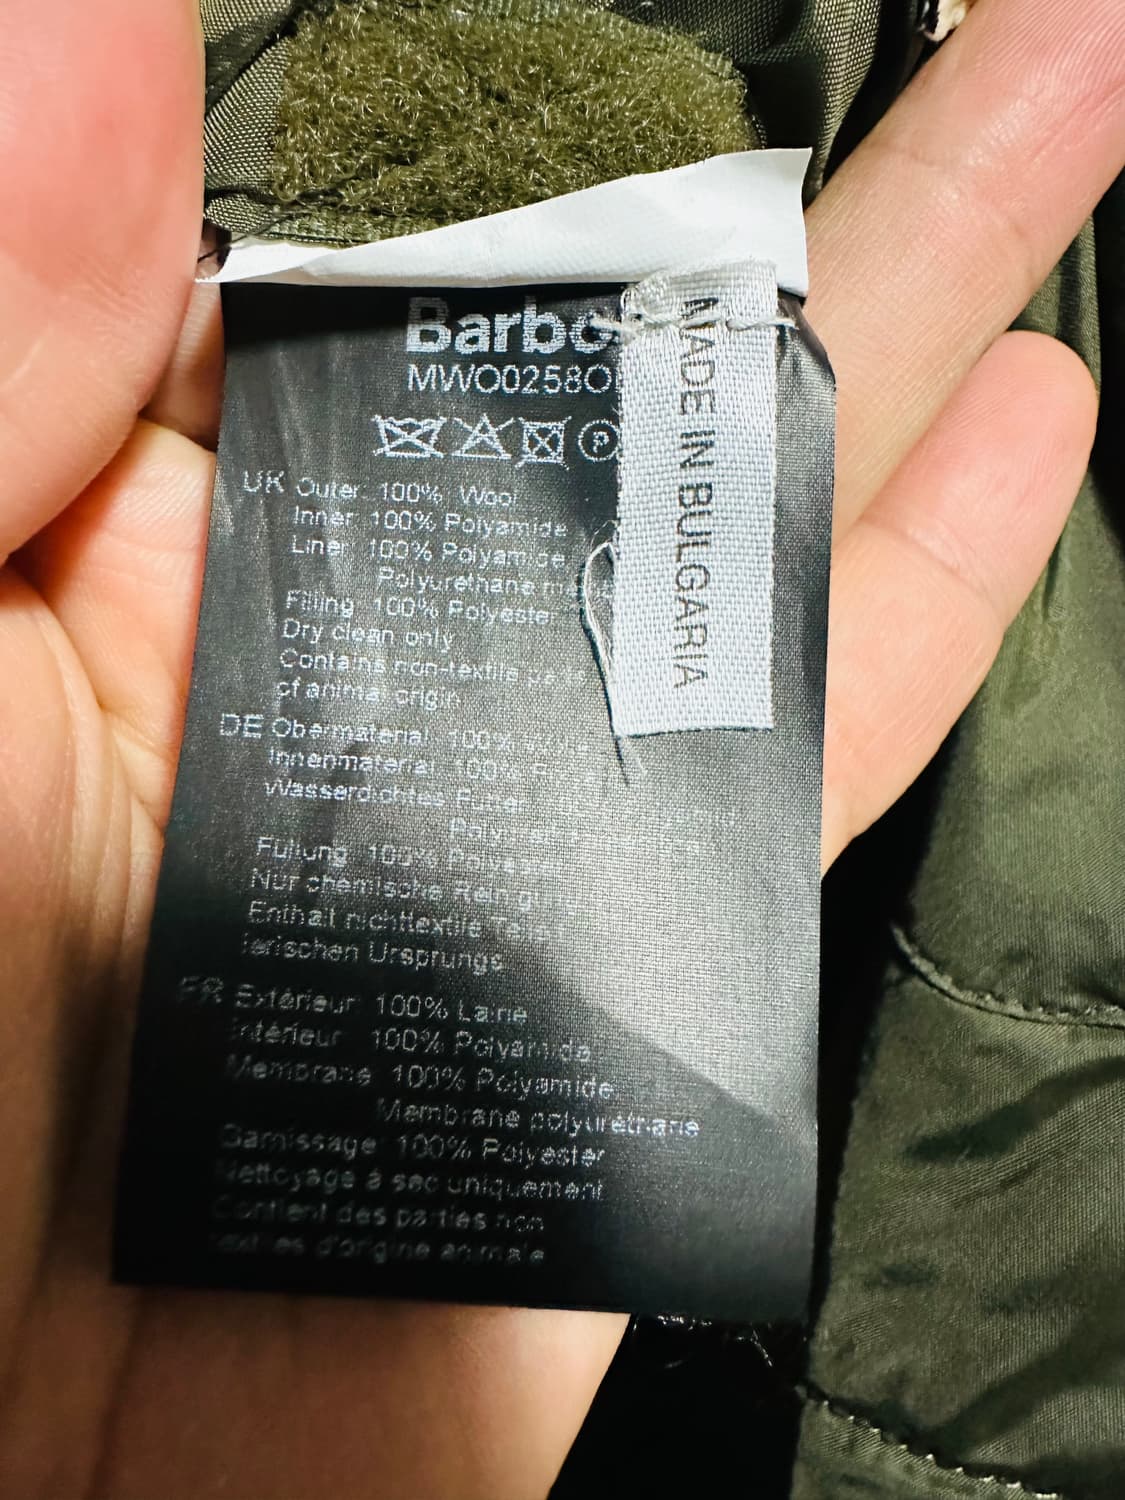 Barbo
MWO0258O
MADE IN BULGARIA
UK Outer: 100% Wool
Inner: 100% Polyamide
Liner: 100% Polyamide
Polyurethane
Filling: 100% Polyester
Dry clean only
Contains non-textile
of animal origin
DE Obermaterial: 100%
Innenmaterial: 100%
Wasserdichtes Futter
Füllung: 100% Polyester
Nur chemische Reinigung
Enthält nichttextile Teile
tierischen Ursprungs
FR Extérieur: 100% Laine
Intérieur: 100% Polyamide
Membrane: 100% Polyamide
Membrane polyuréthane
Garnissage: 100% Polyester
Nettoyage à sec uniquement
Contient des parties non
textiles d'origine animale